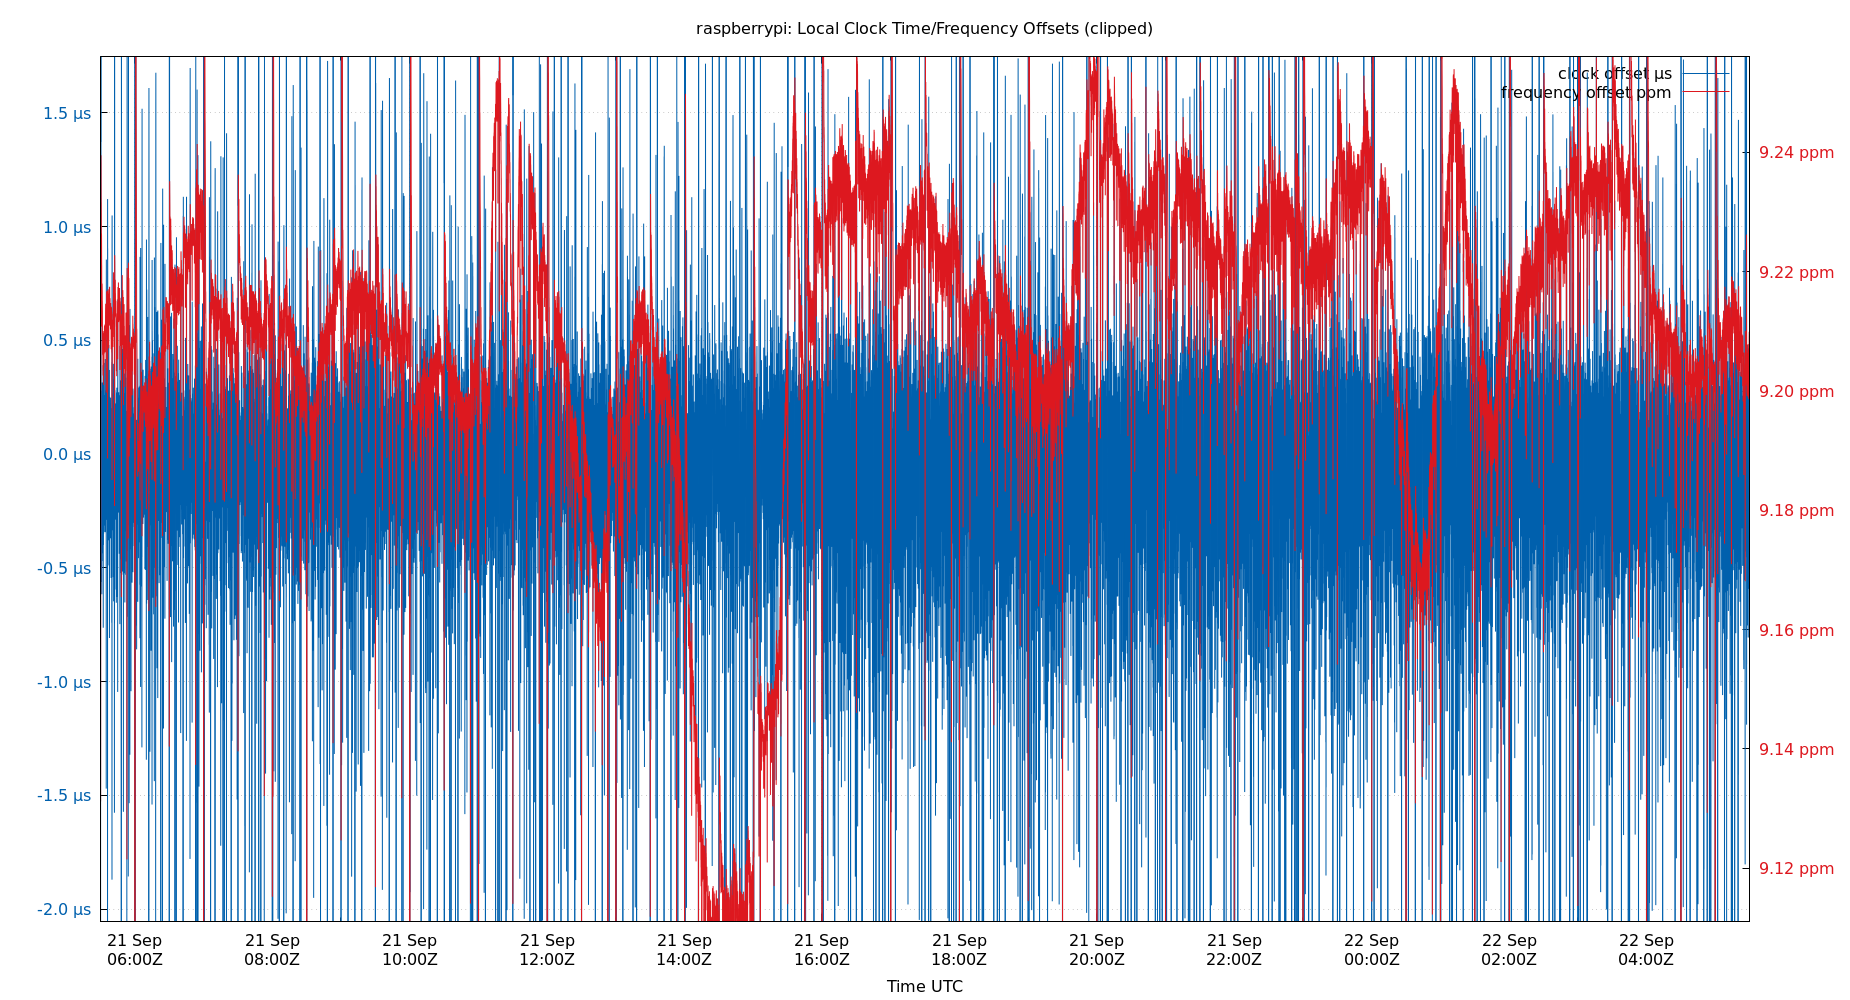 raspberrypi: Local Clock Time/Frequency Offsets (clipped)
clock offset µs
frequency offset ppm
1.5 µs
1.0 µs
0.5 µs
0.0 µs
-0.5 µs
-1.0 µs
-1.5 µs
-2.0 µs
9.24 ppm
9.22 ppm
9.20 ppm
9.18 ppm
9.16 ppm
9.14 ppm
9.12 ppm
21 Sep
06:00Z
21 Sep
08:00Z
21 Sep
10:00Z
21 Sep
12:00Z
21 Sep
14:00Z
21 Sep
16:00Z
21 Sep
18:00Z
21 Sep
20:00Z
21 Sep
22:00Z
22 Sep
00:00Z
22 Sep
02:00Z
22 Sep
04:00Z
Time UTC